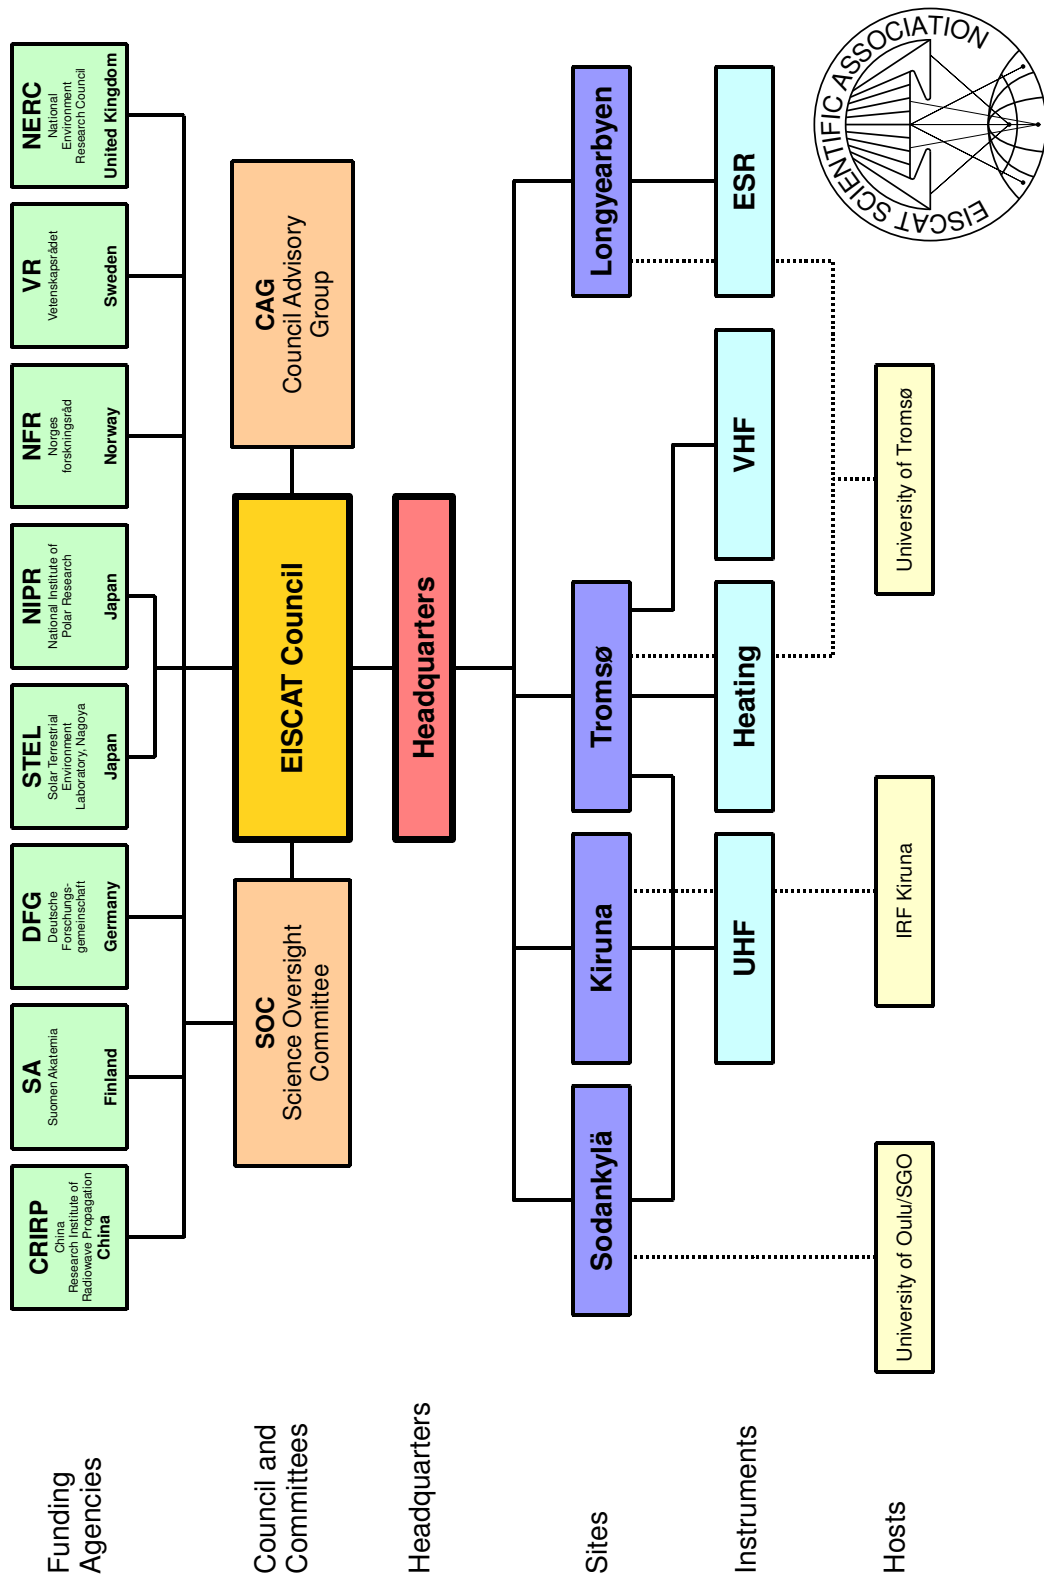 Funding
Agencies
CRIRP
China
Research Institute of
Radiowave Propagation
China
SA
Suomen Akatemia
Finland
DFG
Deutsche
Forschungs-
gemeinschaft
Germany
STEL
Solar Terrestrial
Environment
Laboratory, Nagoya
Japan
NIPR
National Institute of
Polar Research
Japan
NFR
Norges
forskningsråd
Norway
VR
Vetenskapsrådet
Sweden
NERC
National
Environment
Research Council
United Kingdom
Council and
Committees
SOC
Science Oversight
Committee
EISCAT Council
CAG
Council Advisory
Group
Headquarters
Headquarters
Sites
Sodankylä
Kiruna
Tromsø
Longyearbyen
Instruments
UHF
Heating
VHF
ESR
Hosts
University of Oulu/SGO
IRF Kiruna
University of Tromsø
EISCAT SCIENTIFIC ASSOCIATION